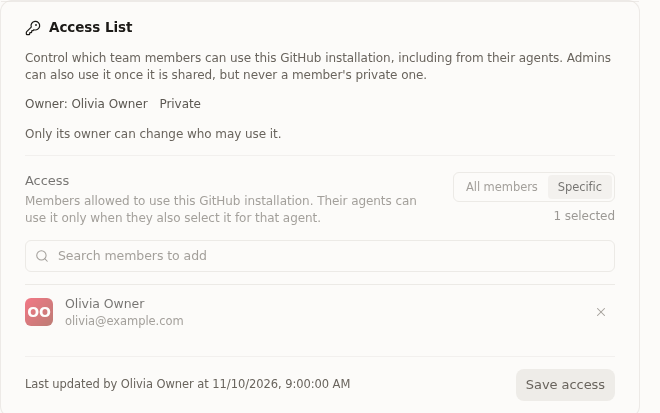 Access List
Control which team members can use this GitHub installation, including from their agents. Admins
can also use it once it is shared, but never a member's private one.
Owner: Olivia Owner Private
Only its owner can change who may use it.
Access
All members Specific
Members allowed to use this GitHub installation. Their agents can
use it only when they also select it for that agent.
1 selected
Search members to add
OO
Olivia Owner
olivia@example.com
Last updated by Olivia Owner at 11/10/2026, 9:00:00 AM
Save access